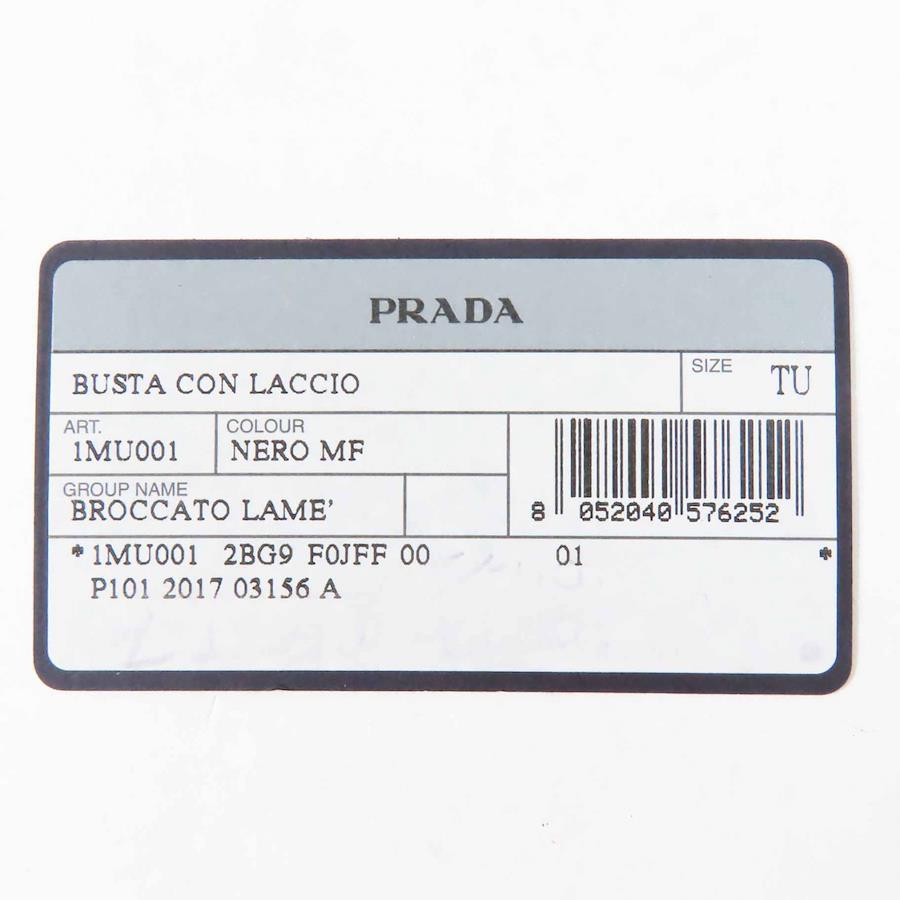 PRADA
BUSTA CON LACCIO
SIZE TU
ART.
1MU001
COLOUR
NERO MF
GROUP NAME
BROCCATO LAME'
8 052040 576252
* 1MU001 2BG9 F0JFF 00 01 *
P101 2017 03156 A